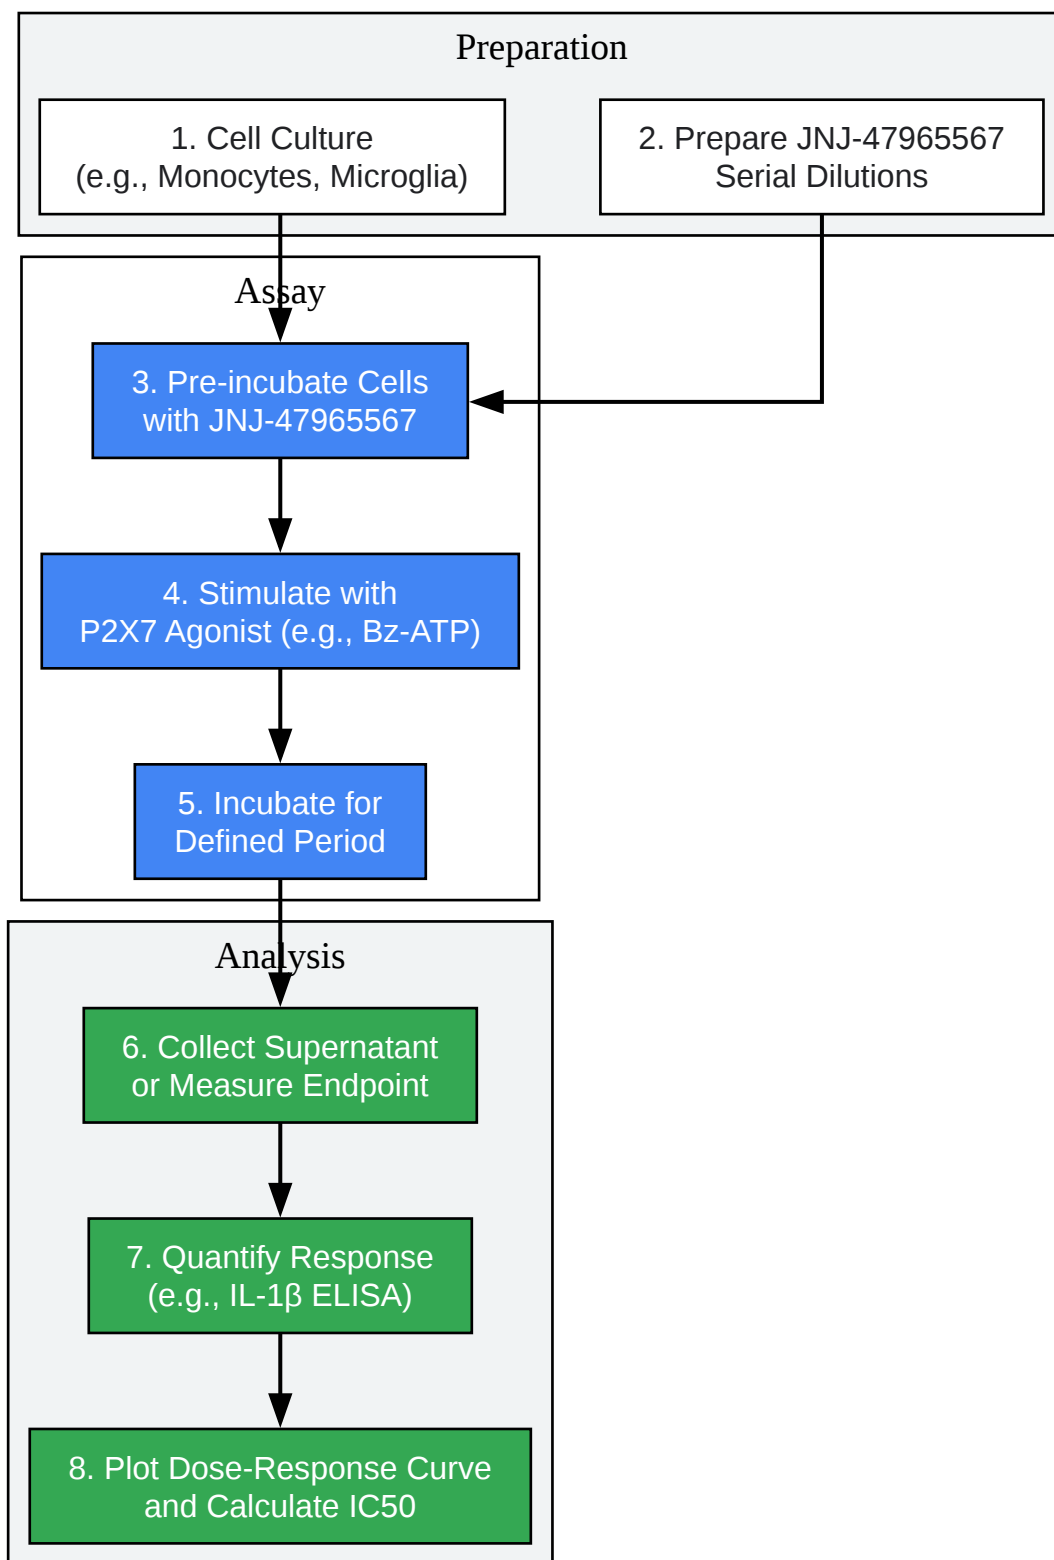 Preparation
1. Cell Culture
(e.g., Monocytes, Microglia)
2. Prepare JNJ-47965567
Serial Dilutions
Assay
3. Pre-incubate Cells
with JNJ-47965567
4. Stimulate with
P2X7 Agonist (e.g., Bz-ATP)
5. Incubate for
Defined Period
Analysis
6. Collect Supernatant
or Measure Endpoint
7. Quantify Response
(e.g., IL-1β ELISA)
8. Plot Dose-Response Curve
and Calculate IC50